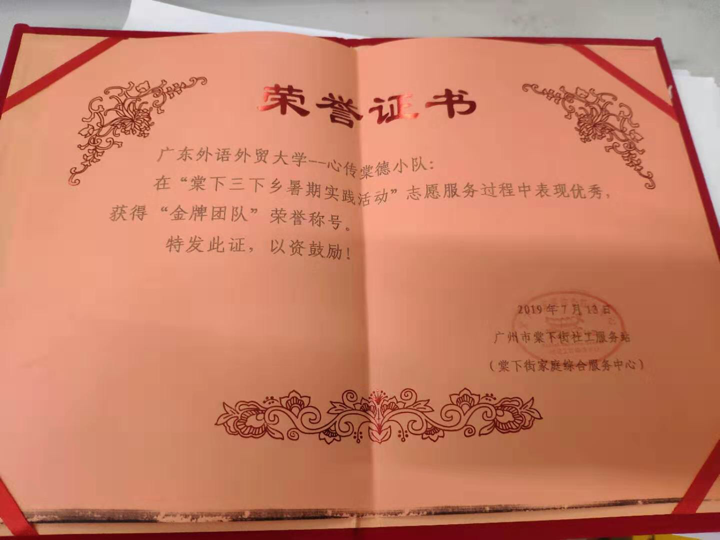 荣誉证书
广东外语外贸大学--心传棠德小队:
在“棠下三下乡暑期实践活动”志愿服务过程中表现优秀,
获得“金牌团队”荣誉称号。
特发此证, 以资鼓励!
2019年7月13日
广州市棠下街社工服务站
(棠下街家庭综合服务中心)